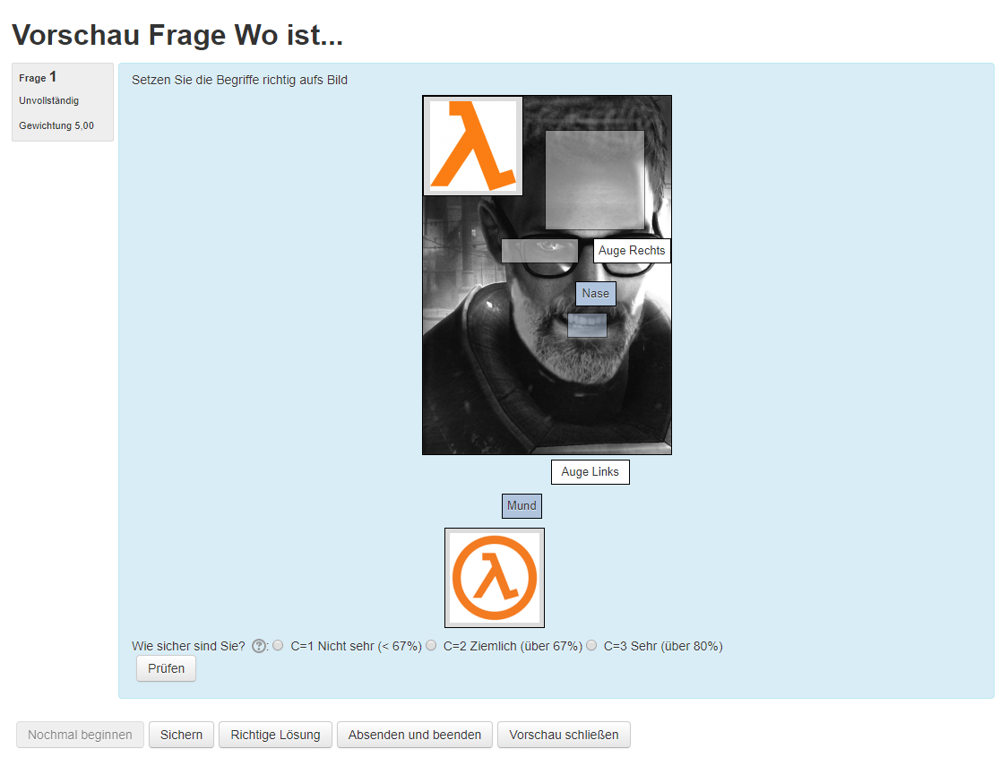 Vorschau Frage Wo ist...
Frage 1
Unvollständig
Gewichtung 5,00
Setzen Sie die Begriffe richtig aufs Bild
Auge Rechts
Nase
Auge Links
Mund
Wie sicher sind Sie? ?: C=1 Nicht sehr (< 67%) C=2 Ziemlich (über 67%) C=3 Sehr (über 80%)
Prüfen
Nochmal beginnen Sichern Richtige Lösung Absenden und beenden Vorschau schließen